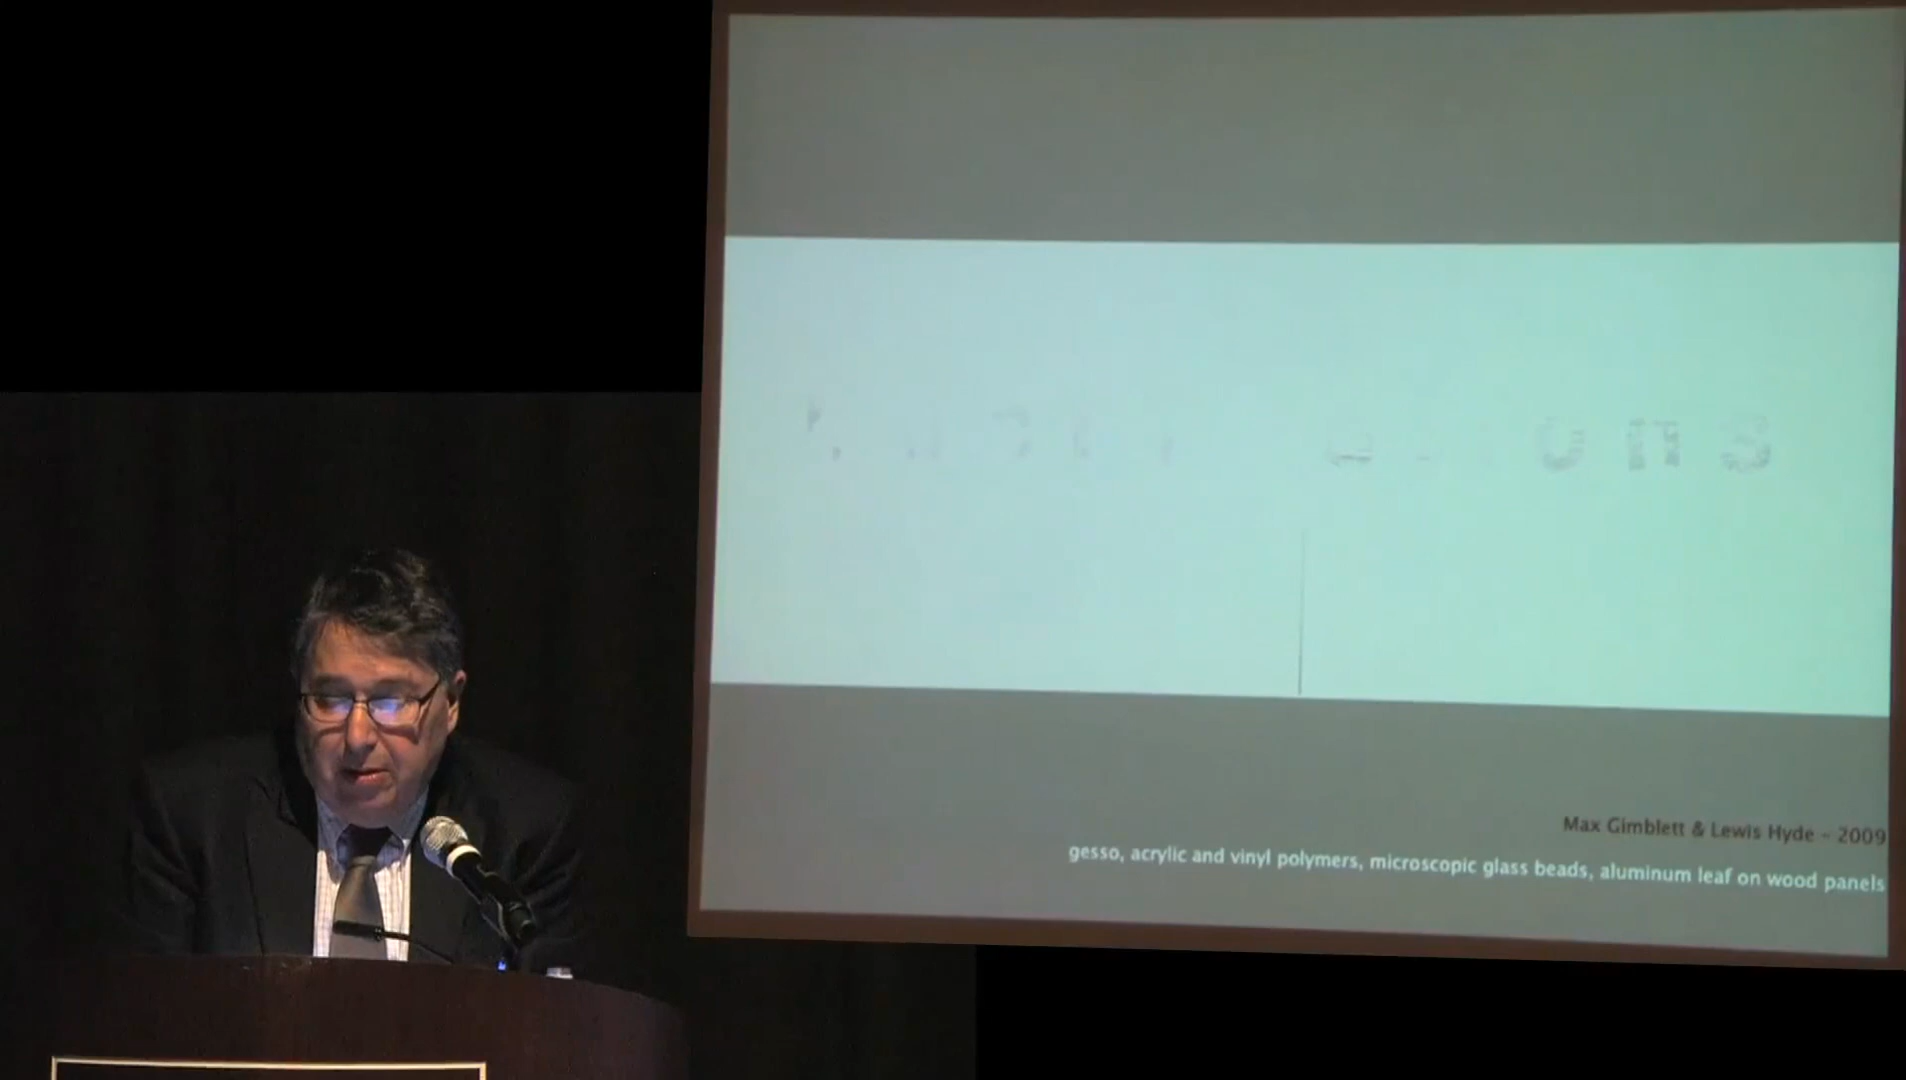 Max Gimblett & Lewis Hyde – 2009
gesso, acrylic and vinyl polymers, microscopic glass beads, aluminum leaf on wood panels